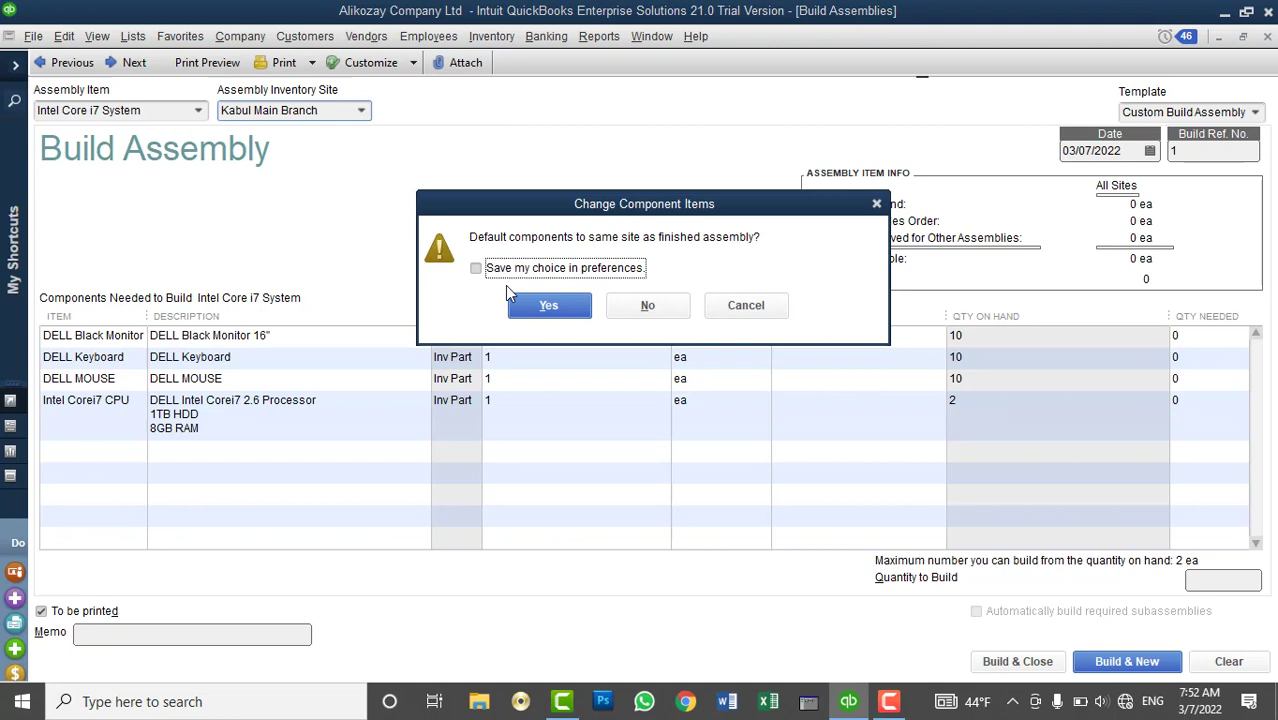 Alikozay Company Ltd - Intuit QuickBooks Enterprise Solutions 21.0 Trial Version - [Build Assemblies]
File Edit View Lists Favorites Company Customers Vendors Employees Inventory Banking Reports Window Help 46
Previous Next Print Preview Print Customize Attach
Assembly Item Assembly Inventory Site Template
Intel Core i7 System Kabul Main Branch Custom Build Assembly
Build Assembly
Date Build Ref. No.
03/07/2022 1
ASSEMBLY ITEM INFO
All Sites
nd: 0 ea
es Order: 0 ea
ved for Other Assemblies: 0 ea
ble: 0 ea
0
Change Component Items
Default components to same site as finished assembly?
Save my choice in preferences.
Yes No Cancel
My Shortcuts
Do
Components Needed to Build Intel Core i7 System
ITEM DESCRIPTION QTY ON HAND QTY NEEDED
DELL Black Monitor DELL Black Monitor 16" 10 0
DELL Keyboard DELL Keyboard Inv Part 1 ea 10 0
DELL MOUSE DELL MOUSE Inv Part 1 ea 10 0
Intel Corei7 CPU DELL Intel Corei7 2.6 Processor Inv Part 1 ea 2 0
1TB HDD
8GB RAM
Maximum number you can build from the quantity on hand: 2 ea
Quantity to Build
To be printed Automatically build required subassemblies
Memo
Build & Close Build & New Clear
Type here to search 44°F ENG 7:52 AM
3/7/2022